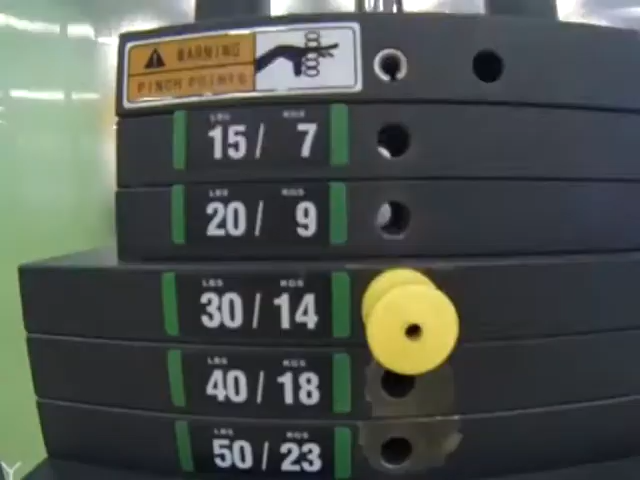 WARNING
PINCH POINTS
LBS KGS
15 / 7
LBS KGS
20 / 9
LBS KGS
30 / 14
LBS KGS
40 / 18
LBS KGS
50 / 23